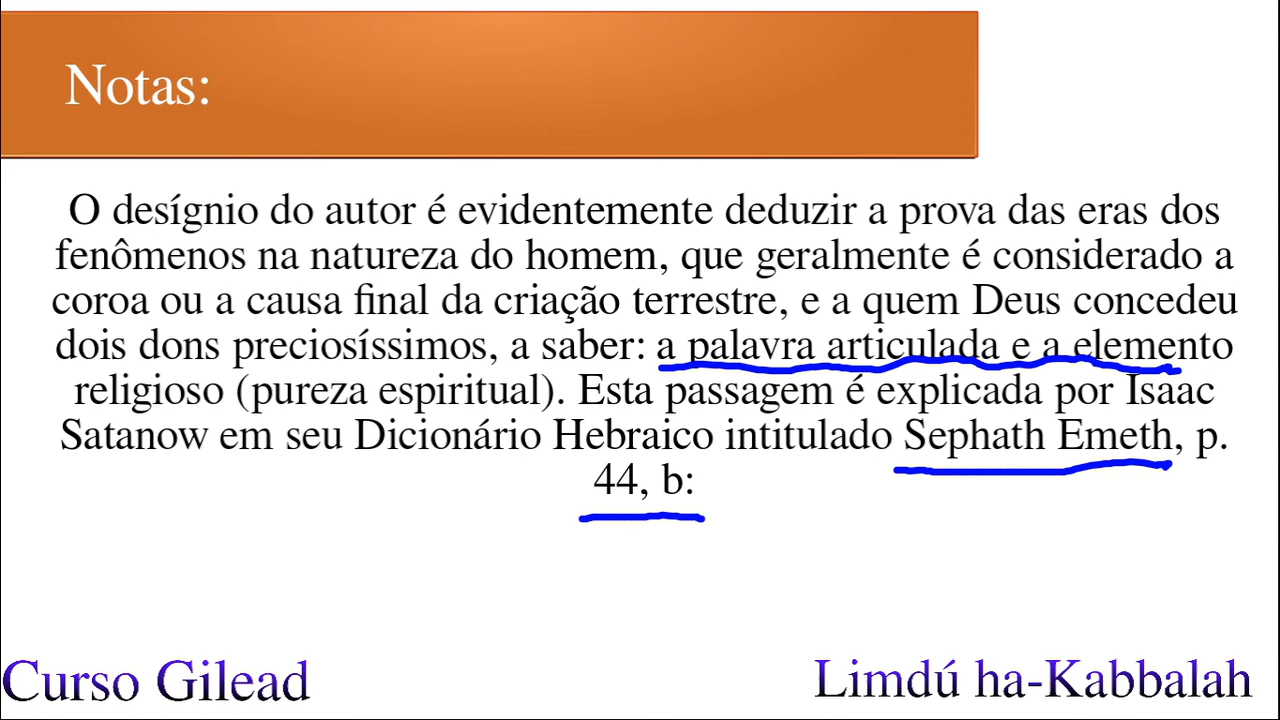 Notas:
O desígnio do autor é evidentemente deduzir a prova das eras dos
fenômenos na natureza do homem, que geralmente é considerado a
coroa ou a causa final da criação terrestre, e a quem Deus concedeu
dois dons preciosíssimos, a saber: a palavra articulada e a elemento
religioso (pureza espiritual). Esta passagem é explicada por Isaac
Satanow em seu Dicionário Hebraico intitulado Sephath Emeth, p.
44, b:
Curso Gilead
Limdú ha-Kabbalah